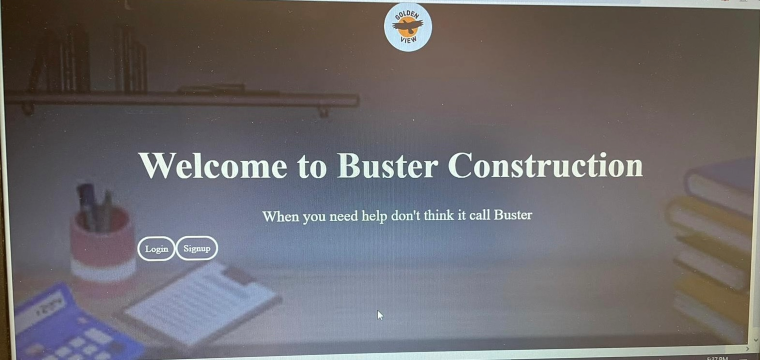 GOLDEN
VIEW
Welcome to Buster Construction
When you need help don't think it call Buster
Login Signup